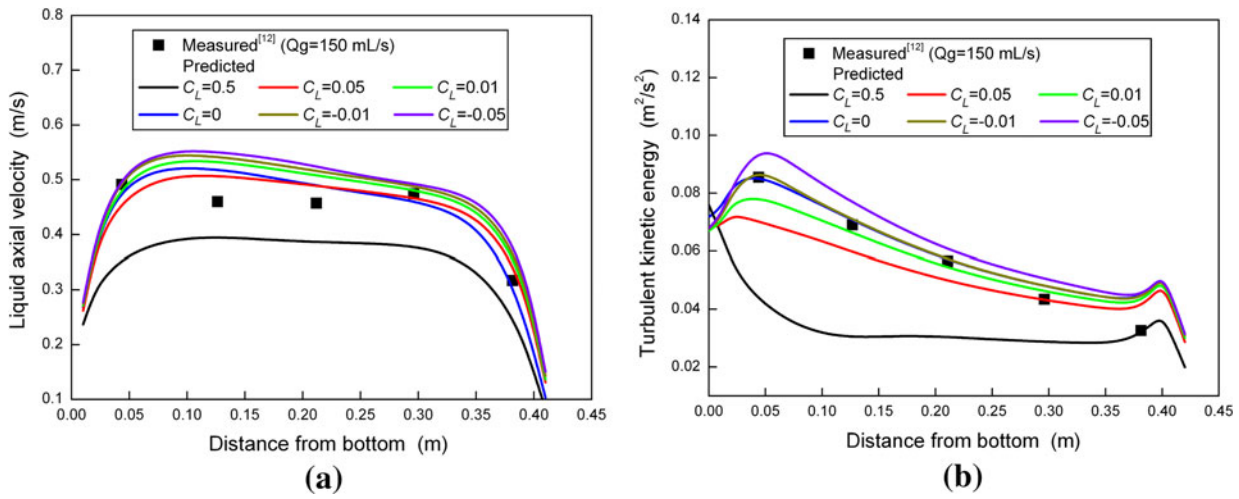 0.8
0.7
0.6
0.5
0.4
0.3
0.2
0.1
Liquid axial velocity (m/s)
Measured[12] (Qg=150 mL/s)
Predicted
CL=0.5 CL=0.05 CL=0.01
CL=0 CL=-0.01 CL=-0.05
0.00 0.05 0.10 0.15 0.20 0.25 0.30 0.35 0.40 0.45
Distance from bottom (m)
(a)
0.14
0.12
0.10
0.08
0.06
0.04
0.02
Turbulent kinetic energy (m2/s2)
Measured[12] (Qg=150 mL/s)
Predicted
CL=0.5 CL=0.05 CL=0.01
CL=0 CL=-0.01 CL=-0.05
0.00 0.05 0.10 0.15 0.20 0.25 0.30 0.35 0.40 0.45
Distance from bottom (m)
(b)